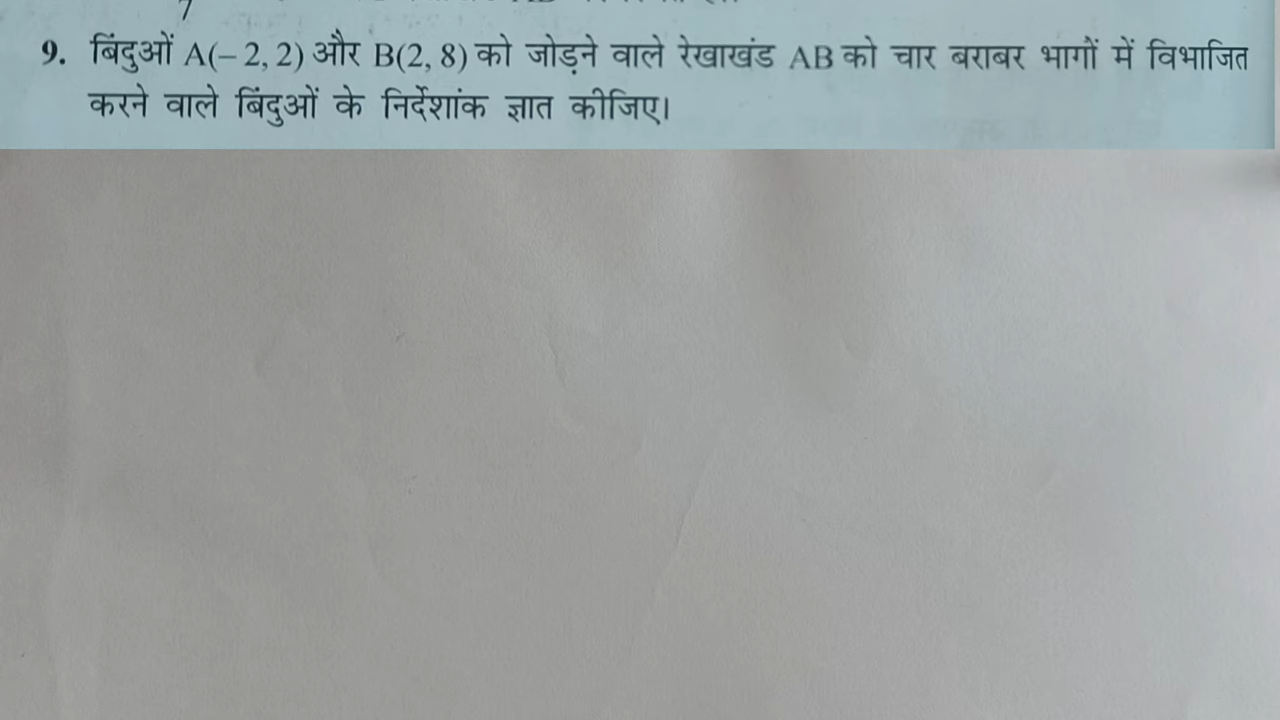 9. बिंदुओं A(– 2, 2) और B(2, 8) को जोड़ने वाले रेखाखंड AB को चार बराबर भागों में विभाजित
करने वाले बिंदुओं के निर्देशांक ज्ञात कीजिए।